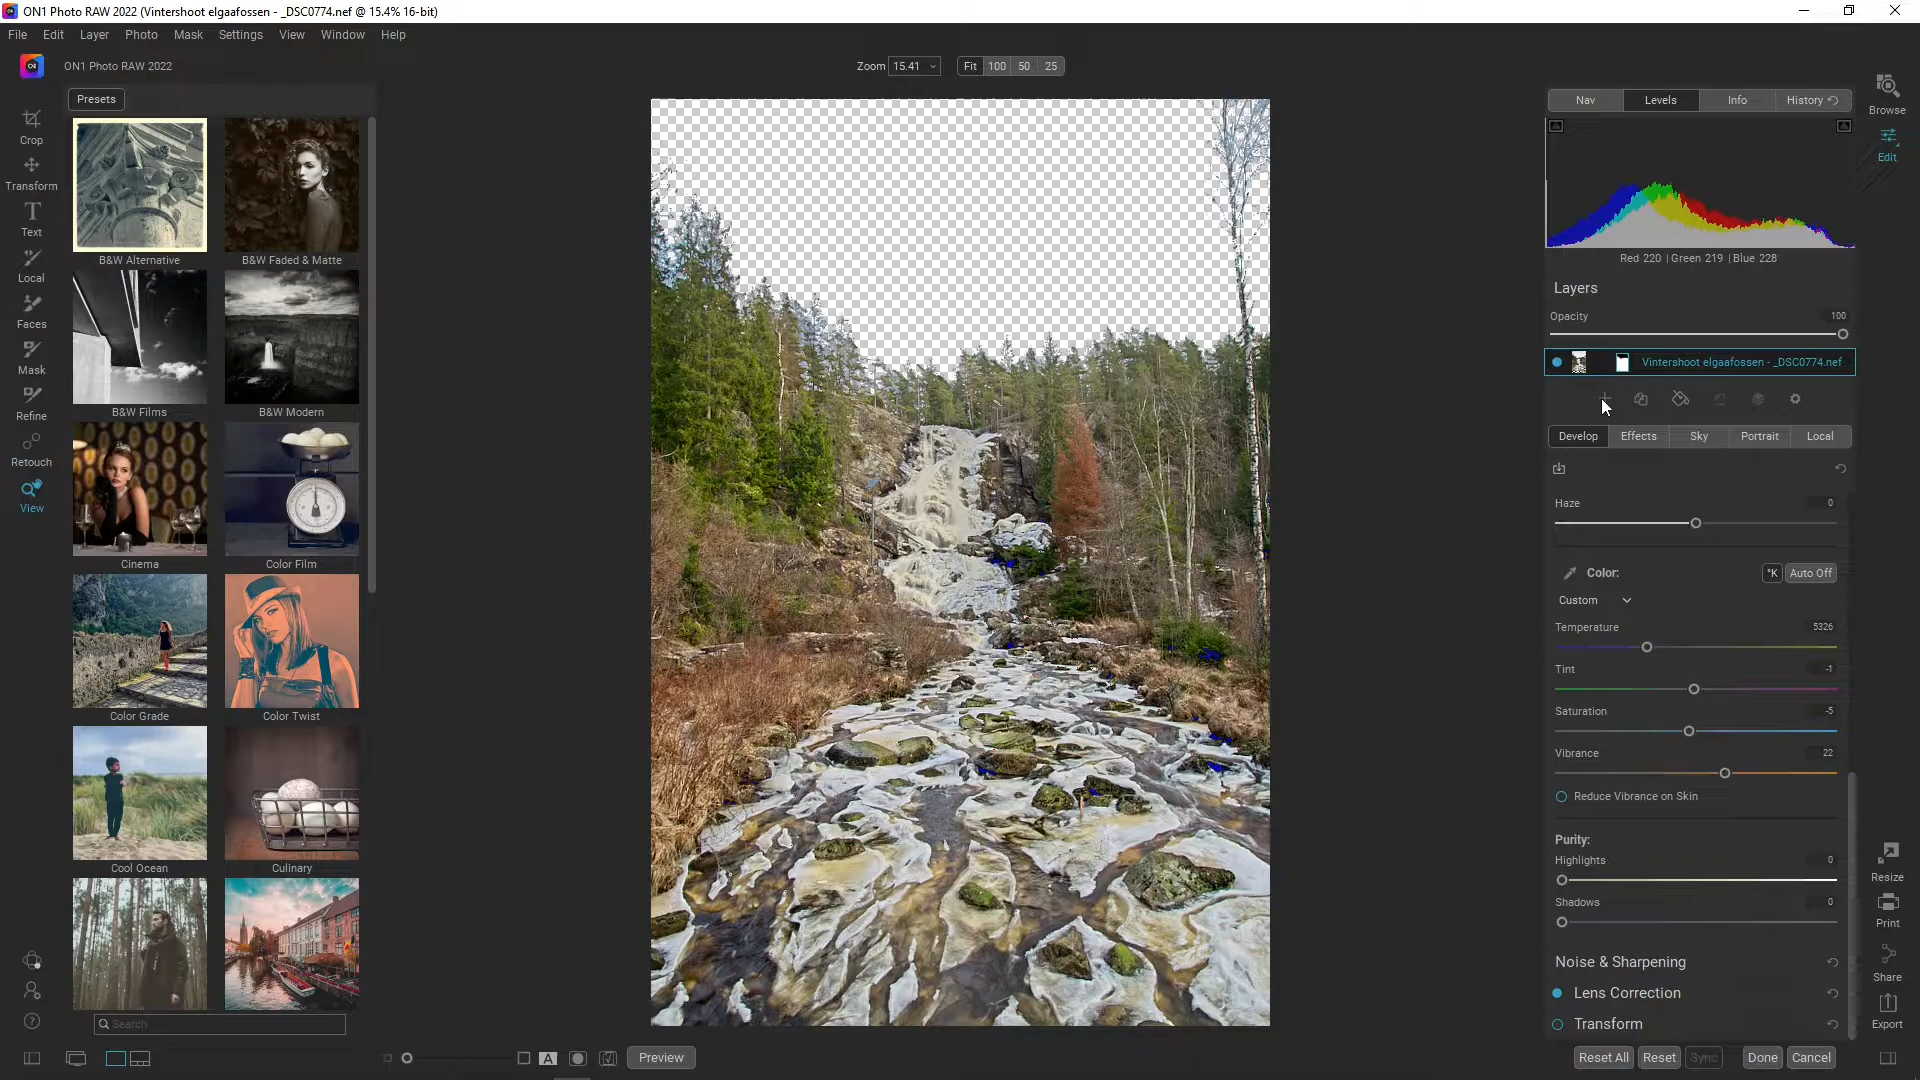 ON1 Photo RAW 2022 (Vintershoot elgaafossen - _DSC0774.nef @ 15.4% 16-bit)
File Edit Layer Photo Mask Settings View Window Help
ON1 Photo RAW 2022
Zoom 15.41 Fit 100 50 25
Presets
Nav Levels Info History
Browse
Edit
Crop
Transform
Text
Local
Faces
Mask
Refine
Retouch
View
B&W Alternative B&W Faded & Matte
B&W Films B&W Modern
Cinema Color Film
Color Grade Color Twist
Cool Ocean Culinary
Search
A
Preview
Red 220 | Green 219 | Blue 228
Layers
Opacity 100
Vintershoot elgaafossen - _DSC0774.nef
Develop Effects Sky Portrait Local
Haze 0
Color: °K Auto Off
Custom
Temperature 5326
Tint -1
Saturation -5
Vibrance 22
Reduce Vibrance on Skin
Purity:
Highlights 0
Shadows 0
Noise & Sharpening
Lens Correction
Transform
Reset All Reset Sync Done Cancel
Resize
Print
Share
Export